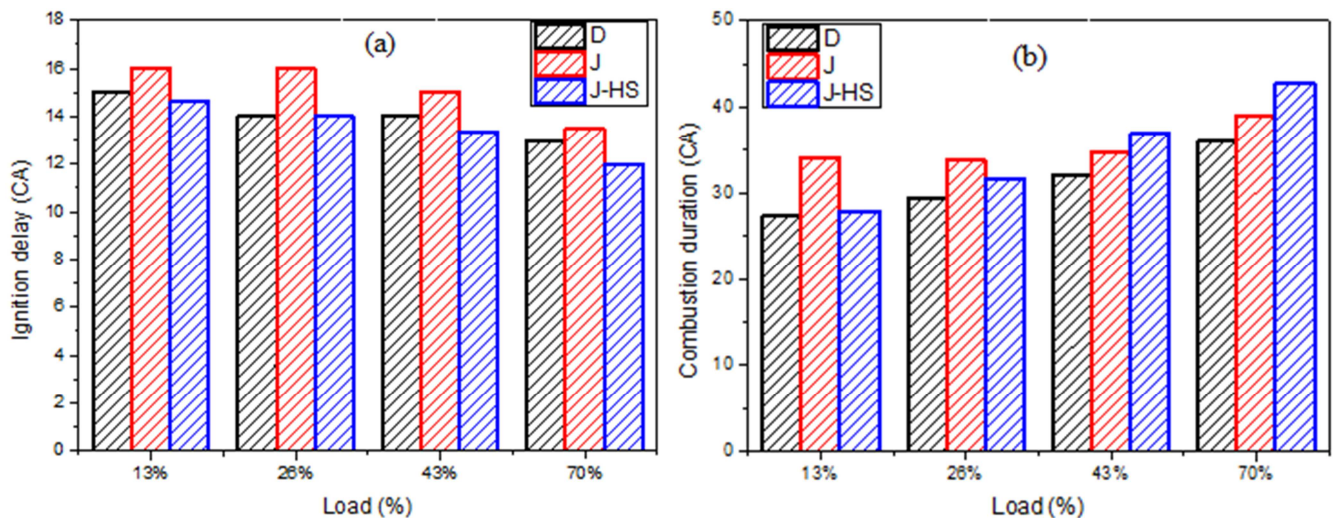 (a)
D
J
J-HS
Ignition delay (CA)
18
16
14
12
10
8
6
4
2
0
13%
26%
43%
70%
Load (%)
(b)
D
J
J-HS
Combustion duration (CA)
50
40
30
20
10
0
13%
26%
43%
70%
Load (%)